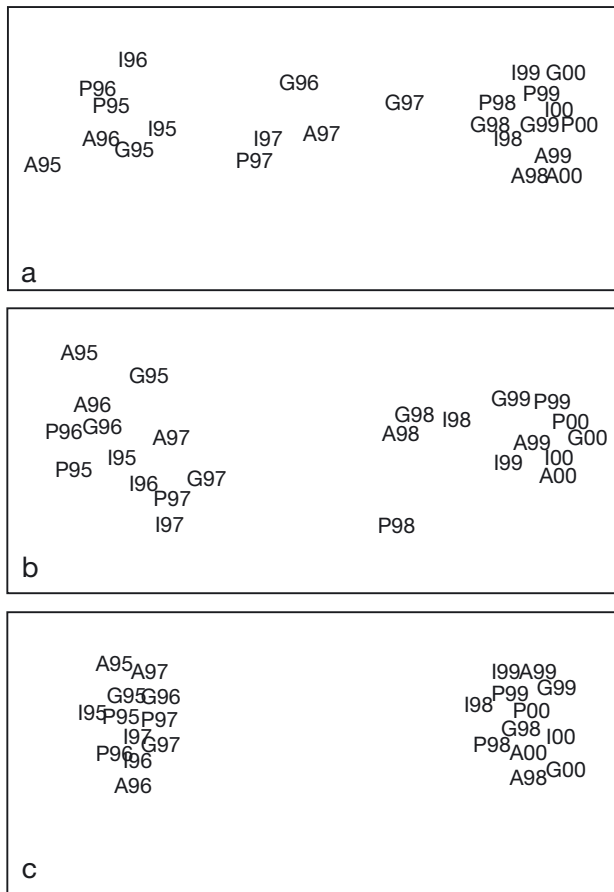 I96
I99 G00
P96
G96
P99
P95
G97
P98
I00
I95
G98 G99 P00
A96
I97
A97
I98
G95
A95
P97
A99
A98 A00
a
A95
G95
A96
G99 P99
G98
I98
P00
P96 G96
A97
A98
G00
A99
I95
I99
I00
P95
I96
G97
A00
P97
I97
P98
b
A95
A97
I99 A99
G95 G96
P99
G99
I95
P95 P97
I98
P00
G98
I97
G97
P98
I00
P96
I96
A00
A96
A98
G00
c